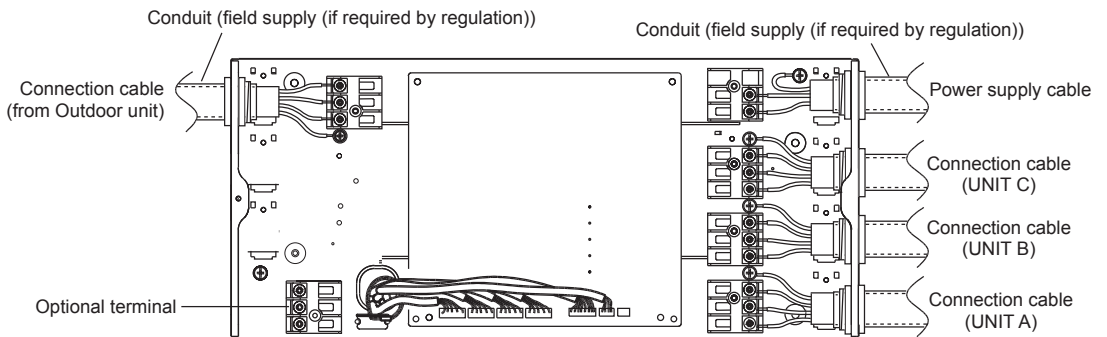 Conduit (field supply (if required by regulation))
Conduit (field supply (if required by regulation))
Connection cable
(from Outdoor unit)
Power supply cable
Connection cable
(UNIT C)
Connection cable
(UNIT B)
Optional terminal
Connection cable
(UNIT A)